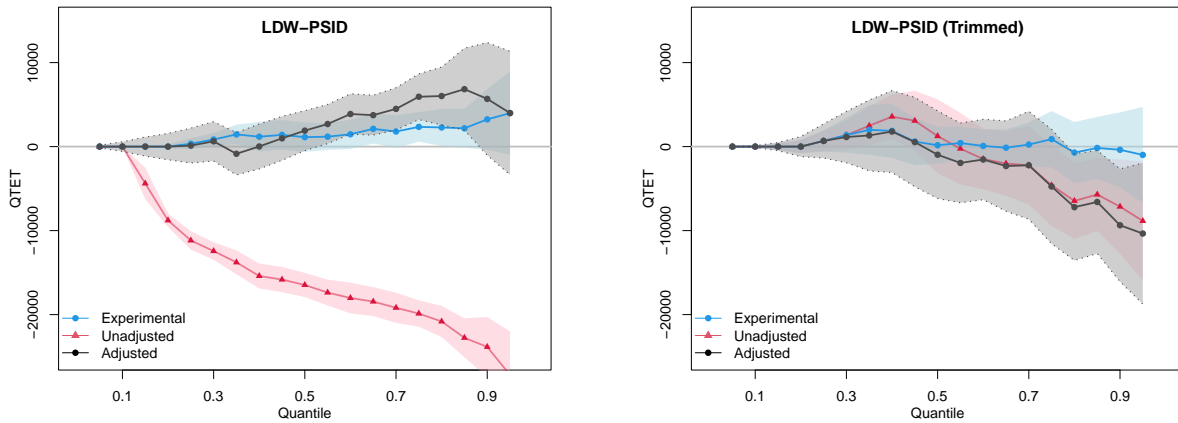 LDW−PSID
QTET
10000
0
−10000
−20000
Experimental
Unadjusted
Adjusted
0.1 0.3 0.5 0.7 0.9
Quantile
LDW−PSID (Trimmed)
QTET
10000
0
−10000
−20000
Experimental
Unadjusted
Adjusted
0.1 0.3 0.5 0.7 0.9
Quantile